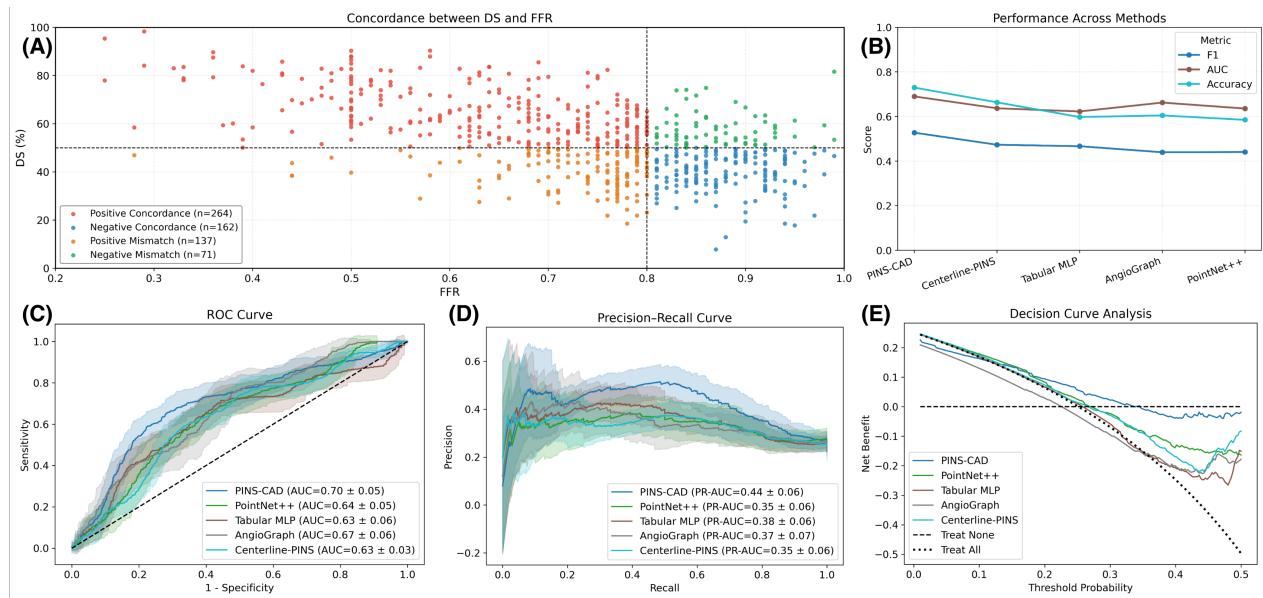 (A)
Concordance between DS and FFR
DS (%)
100
80
60
40
20
0
Positive Concordance (n=264)
Negative Concordance (n=162)
Positive Mismatch (n=137)
Negative Mismatch (n=71)
0.2 0.3 0.4 0.5 0.6 0.7 0.8 0.9 1.0
FFR
(B)
Performance Across Methods
Score
1.0
0.8
0.6
0.4
0.2
0.0
Metric
F1
AUC
Accuracy
PINS-CAD Centerline-PINS Tabular MLP AngioGraph PointNet++
(C)
ROC Curve
Sensitivity
1.0
0.8
0.6
0.4
0.2
0.0
PINS-CAD (AUC=0.70 ± 0.05)
PointNet++ (AUC=0.64 ± 0.05)
Tabular MLP (AUC=0.63 ± 0.06)
AngioGraph (AUC=0.67 ± 0.06)
Centerline-PINS (AUC=0.63 ± 0.03)
0.0 0.2 0.4 0.6 0.8 1.0
1 - Specificity
(D)
Precision–Recall Curve
Precision
0.6
0.4
0.2
0.0
−0.2
PINS-CAD (PR-AUC=0.44 ± 0.06)
PointNet++ (PR-AUC=0.35 ± 0.06)
Tabular MLP (PR-AUC=0.38 ± 0.06)
AngioGraph (PR-AUC=0.37 ± 0.07)
Centerline-PINS (PR-AUC=0.35 ± 0.06)
0.0 0.2 0.4 0.6 0.8 1.0
Recall
(E)
Decision Curve Analysis
Net Benefit
0.2
0.1
0.0
−0.1
−0.2
−0.3
−0.4
−0.5
PINS-CAD
PointNet++
Tabular MLP
AngioGraph
Centerline-PINS
Treat None
Treat All
0.0 0.1 0.2 0.3 0.4 0.5
Threshold Probability